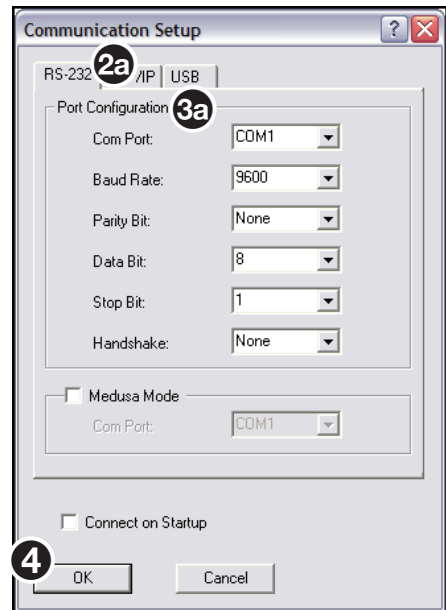 Communication Setup ? X
RS-232 2a /IP USB
Port Configuration 3a
Com Port: COM1
Baud Rate: 9600
Parity Bit: None
Data Bit: 8
Stop Bit: 1
Handshake: None
Medusa Mode
Com Port: COM1
Connect on Startup
4 OK Cancel